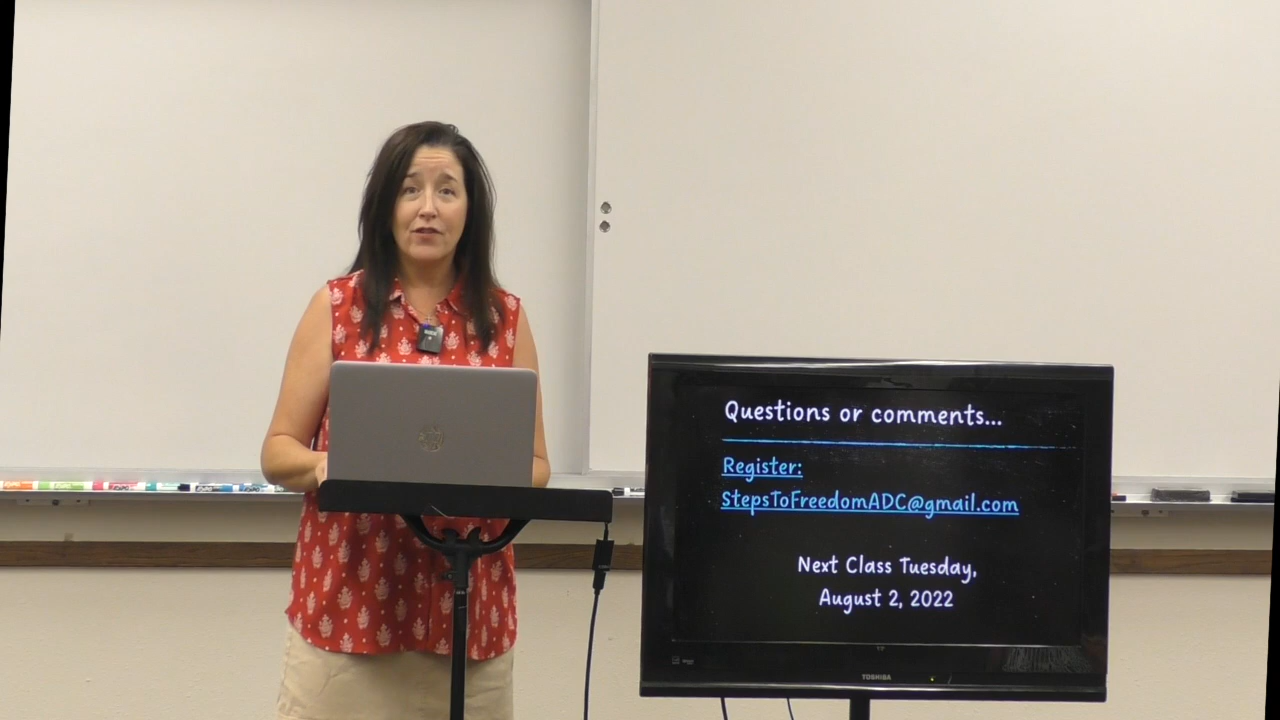 Questions or comments...
Register:
StepsToFreedomADC@gmail.com
Next Class Tuesday,
August 2, 2022
TOSHIBA